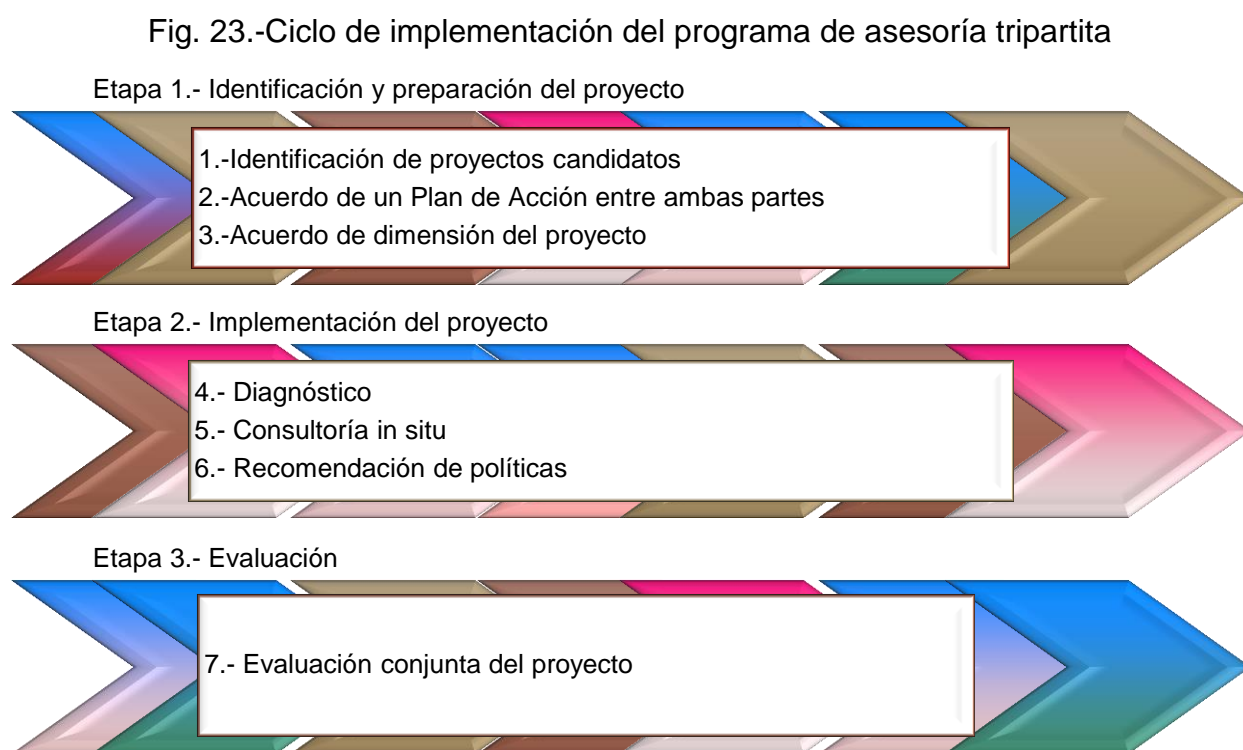 Fig. 23.-Ciclo de implementación del programa de asesoría tripartita
Etapa 1.- Identificación y preparación del proyecto
1.-Identificación de proyectos candidatos
2.-Acuerdo de un Plan de Acción entre ambas partes
3.-Acuerdo de dimensión del proyecto
Etapa 2.- Implementación del proyecto
4.- Diagnóstico
5.- Consultoría in situ
6.- Recomendación de políticas
Etapa 3.- Evaluación
7.- Evaluación conjunta del proyecto